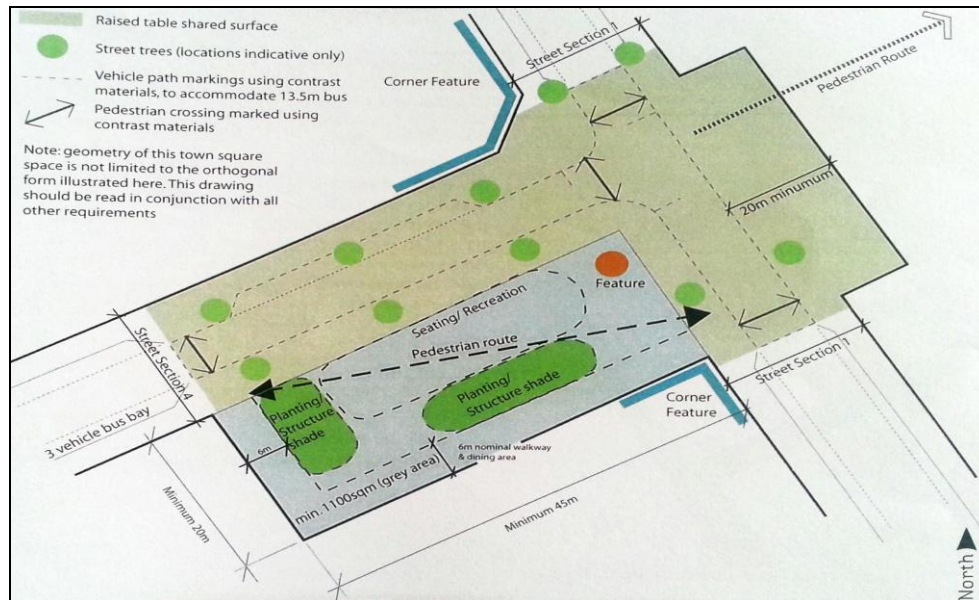 Raised table shared surface
Street trees (locations indicative only)
Vehicle path markings using contrast
materials, to accommodate 13.5m bus
Pedestrian crossing marked using
contrast materials
Note: geometry of this town square
space is not limited to the orthogonal
form illustrated here. This drawing
should be read in conjunction with all
other requirements
Corner Feature
Street Section 1
Pedestrian Route
20m minumum
Feature
Seating/ Recreation
Pedestrian route
Street Section 4
3 vehicle bus bay
Planting/
Structure
shade
Planting/
Structure shade
Street Section 1
Corner
Feature
6m
6m nominal walkway
& dining area
min. 1100sqm (grey area)
Minimum 20m
Minimum 45m
North